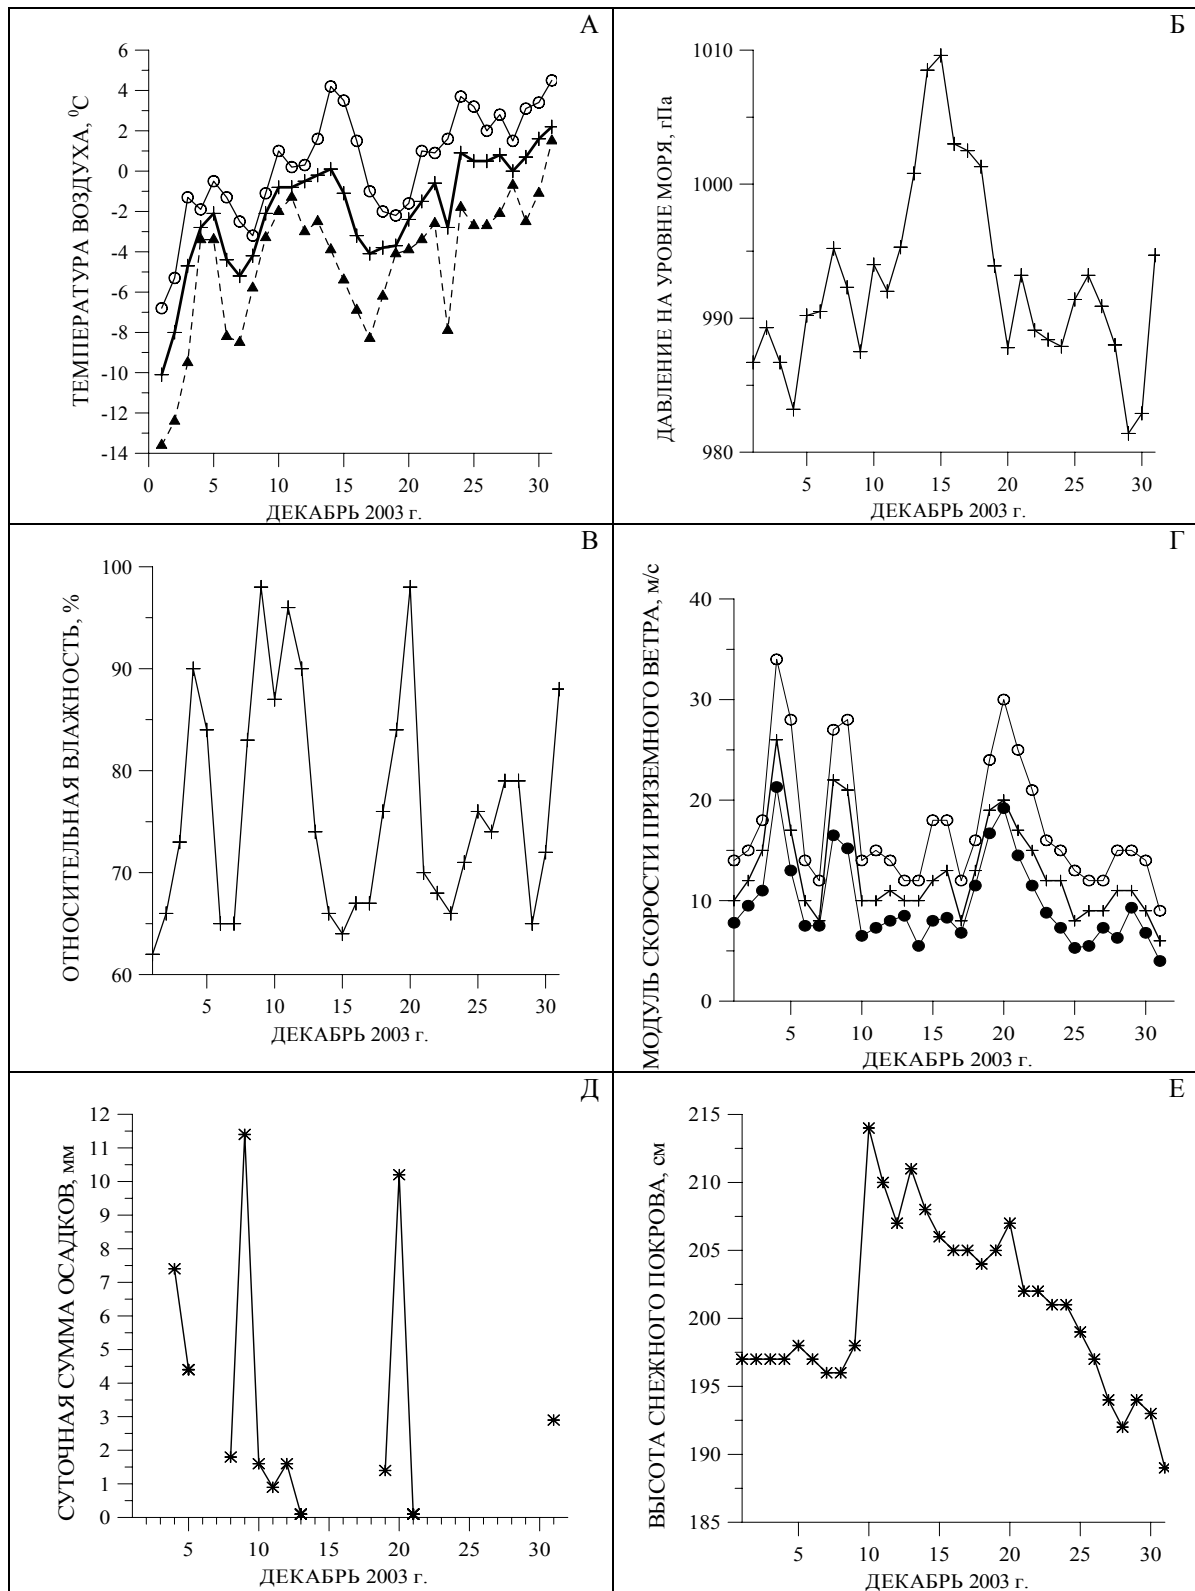 А
ТЕМПЕРАТУРА ВОЗДУХА, ⁰С
6
4
2
0
-2
-4
-6
-8
-10
-12
-14
0 5 10 15 20 25 30
ДЕКАБРЬ 2003 г.
Б
ДАВЛЕНИЕ НА УРОВНЕ МОРЯ, гПа
1010
1000
990
980
5 10 15 20 25 30
ДЕКАБРЬ 2003 г.
В
ОТНОСИТЕЛЬНАЯ ВЛАЖНОСТЬ, %
100
90
80
70
60
5 10 15 20 25 30
ДЕКАБРЬ 2003 г.
Г
МОДУЛЬ СКОРОСТИ ПРИЗЕМНОГО ВЕТРА, м/с
40
30
20
10
0
5 10 15 20 25 30
ДЕКАБРЬ 2003 г.
Д
СУТОЧНАЯ СУММА ОСАДКОВ, мм
12
11
10
9
8
7
6
5
4
3
2
1
0
5 10 15 20 25 30
ДЕКАБРЬ 2003 г.
Е
ВЫСОТА СНЕЖНОГО ПОКРОВА, см
215
210
205
200
195
190
185
5 10 15 20 25 30
ДЕКАБРЬ 2003 г.